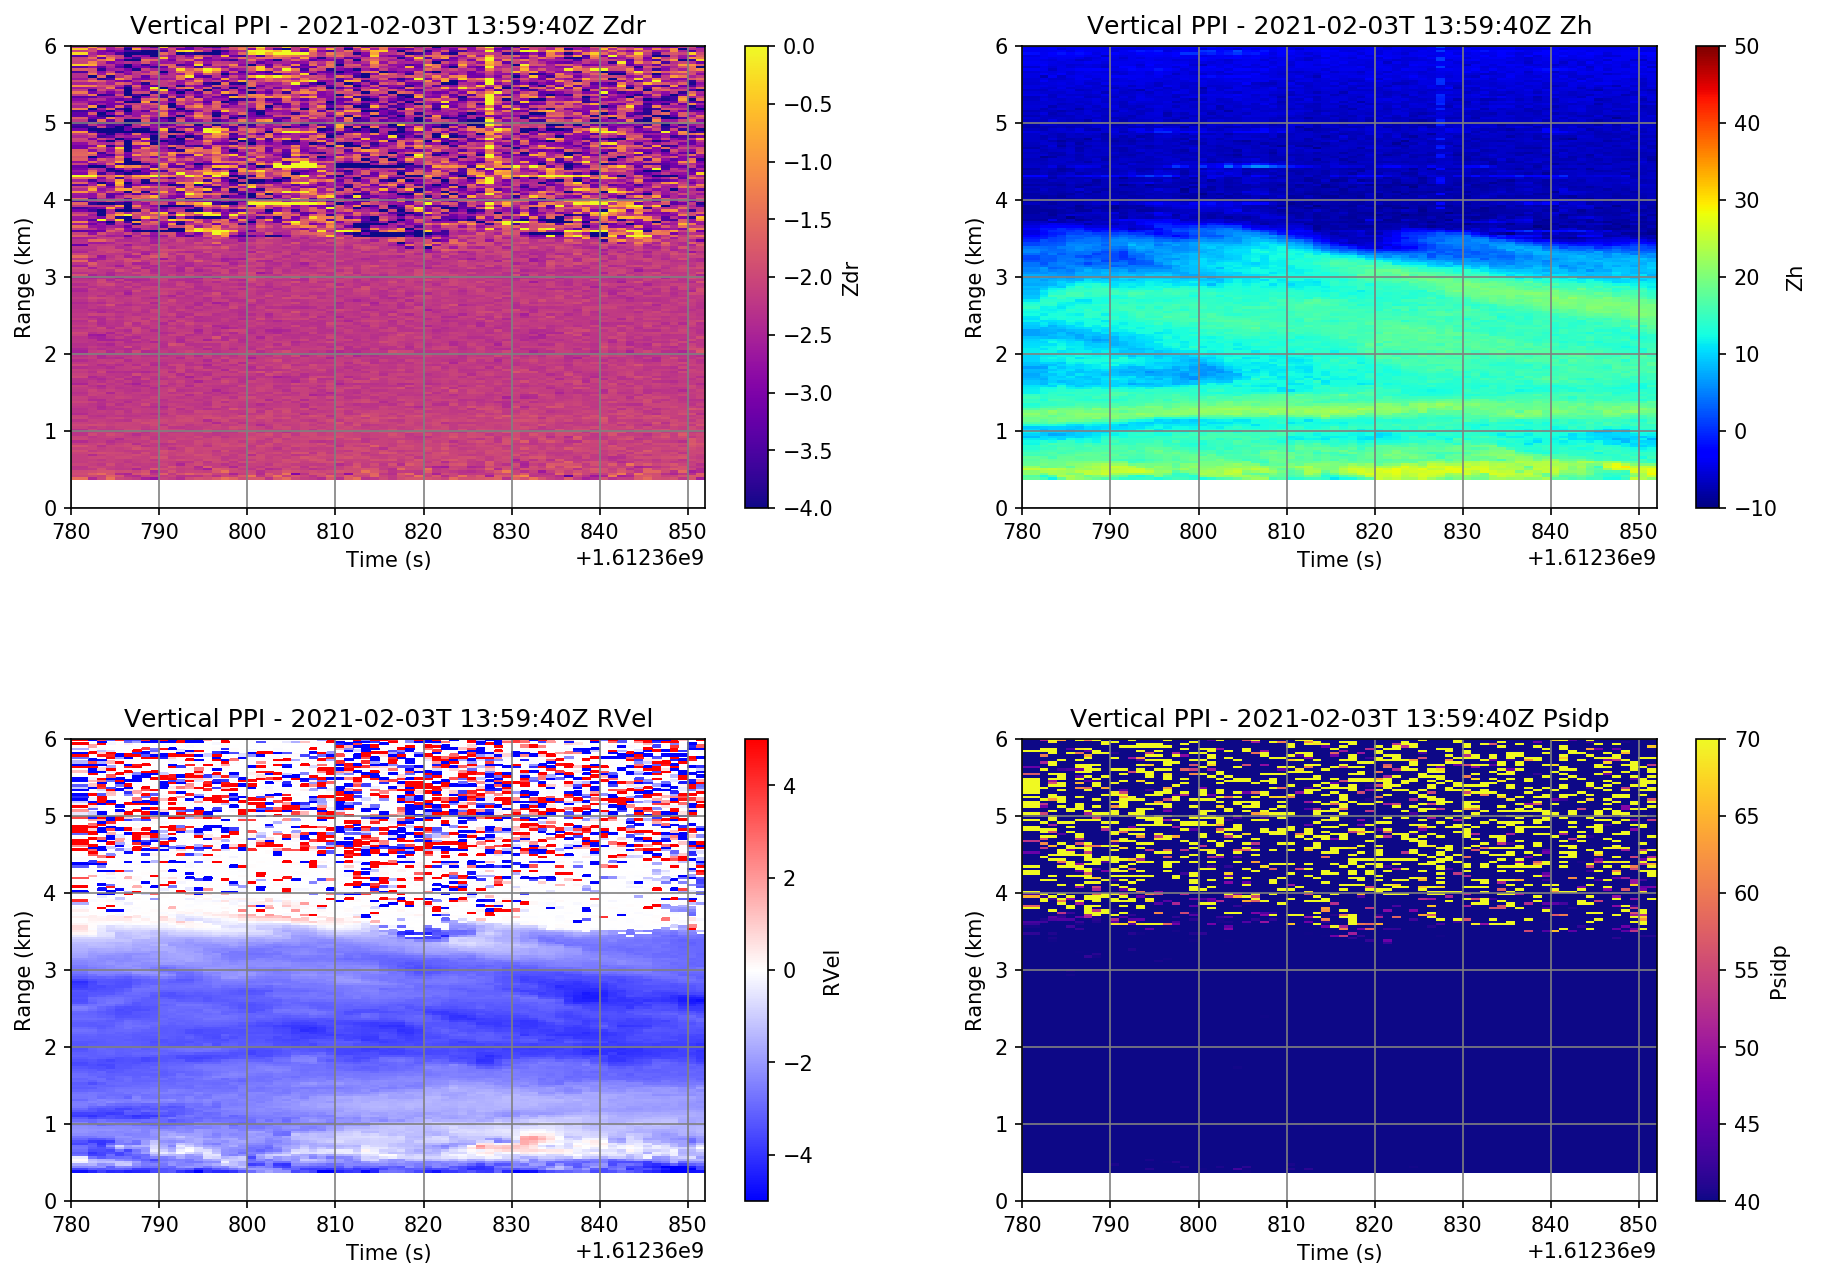 Vertical PPI - 2021-02-03T 13:59:40Z Zdr
6
5
4
3
2
1
0
Range (km)
780 790 800 810 820 830 840 850
Time (s)
+1.61236e9
0.0
−0.5
−1.0
−1.5
−2.0
−2.5
−3.0
−3.5
−4.0
Zdr
Vertical PPI - 2021-02-03T 13:59:40Z Zh
6
5
4
3
2
1
0
Range (km)
780 790 800 810 820 830 840 850
Time (s)
+1.61236e9
50
40
30
20
10
0
−10
Zh
Vertical PPI - 2021-02-03T 13:59:40Z RVel
6
5
4
3
2
1
0
Range (km)
780 790 800 810 820 830 840 850
Time (s)
+1.61236e9
4
2
0
−2
−4
RVel
Vertical PPI - 2021-02-03T 13:59:40Z Psidp
6
5
4
3
2
1
0
Range (km)
780 790 800 810 820 830 840 850
Time (s)
+1.61236e9
70
65
60
55
50
45
40
Psidp